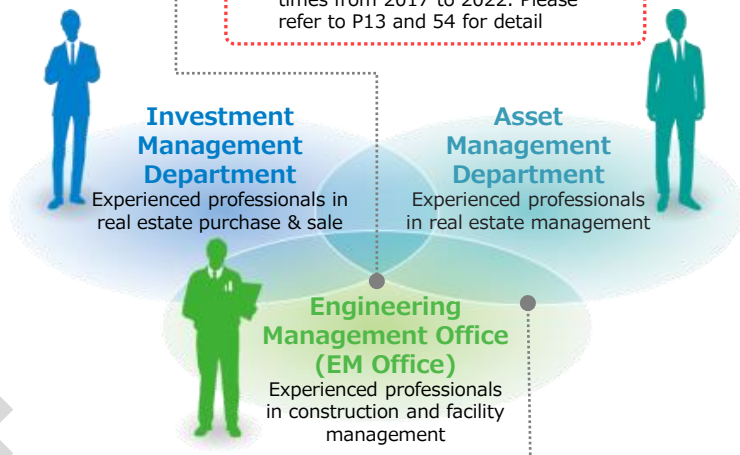 times from 2017 to 2022. Please
refer to P13 and 54 for detail
Investment
Management
Department
Experienced professionals in
real estate purchase & sale
Asset
Management
Department
Experienced professionals
in real estate management
Engineering
Management Office
(EM Office)
Experienced professionals
in construction and facility
management